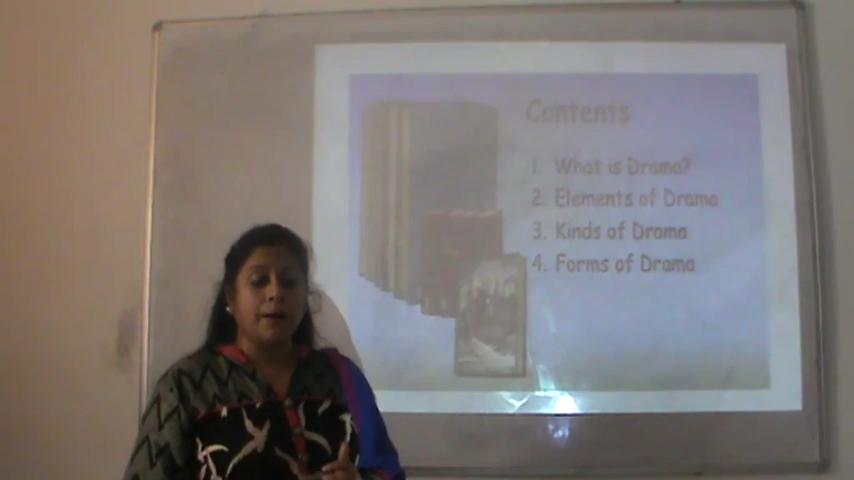 Contents
1. What is Drama?
2. Elements of Drama
3. Kinds of Drama
4. Forms of Drama